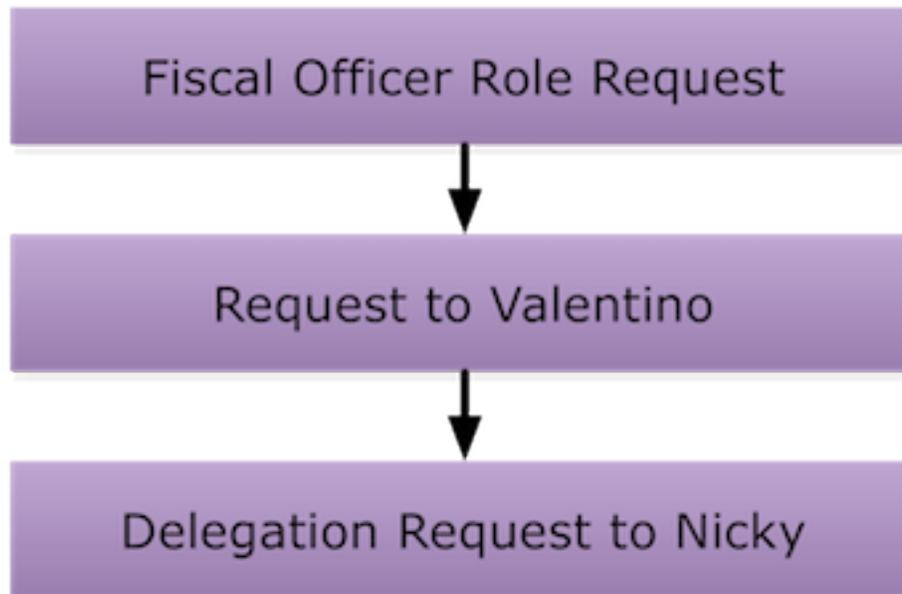 Fiscal Officer Role Request
Request to Valentino
Delegation Request to Nicky